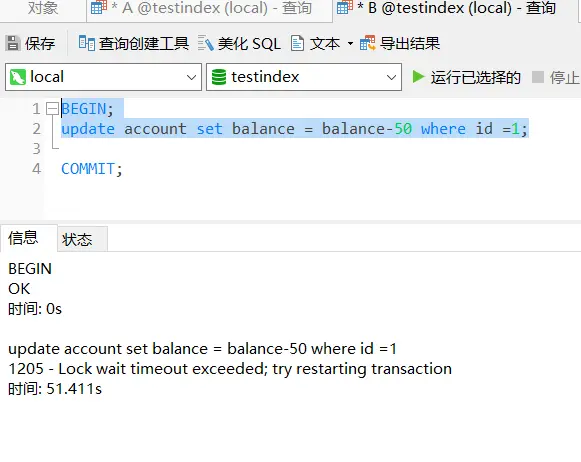 对象
* A @testindex (local) - 查询
* B @testindex (local) - 查询
保存
查询创建工具
美化 SQL
文本
导出结果
local
testindex
运行已选择的
停止
1 BEGIN;
2 update account set balance = balance-50 where id =1;
3
4 COMMIT;
信息
状态
BEGIN
OK
时间: 0s
update account set balance = balance-50 where id =1
1205 - Lock wait timeout exceeded; try restarting transaction
时间: 51.411s